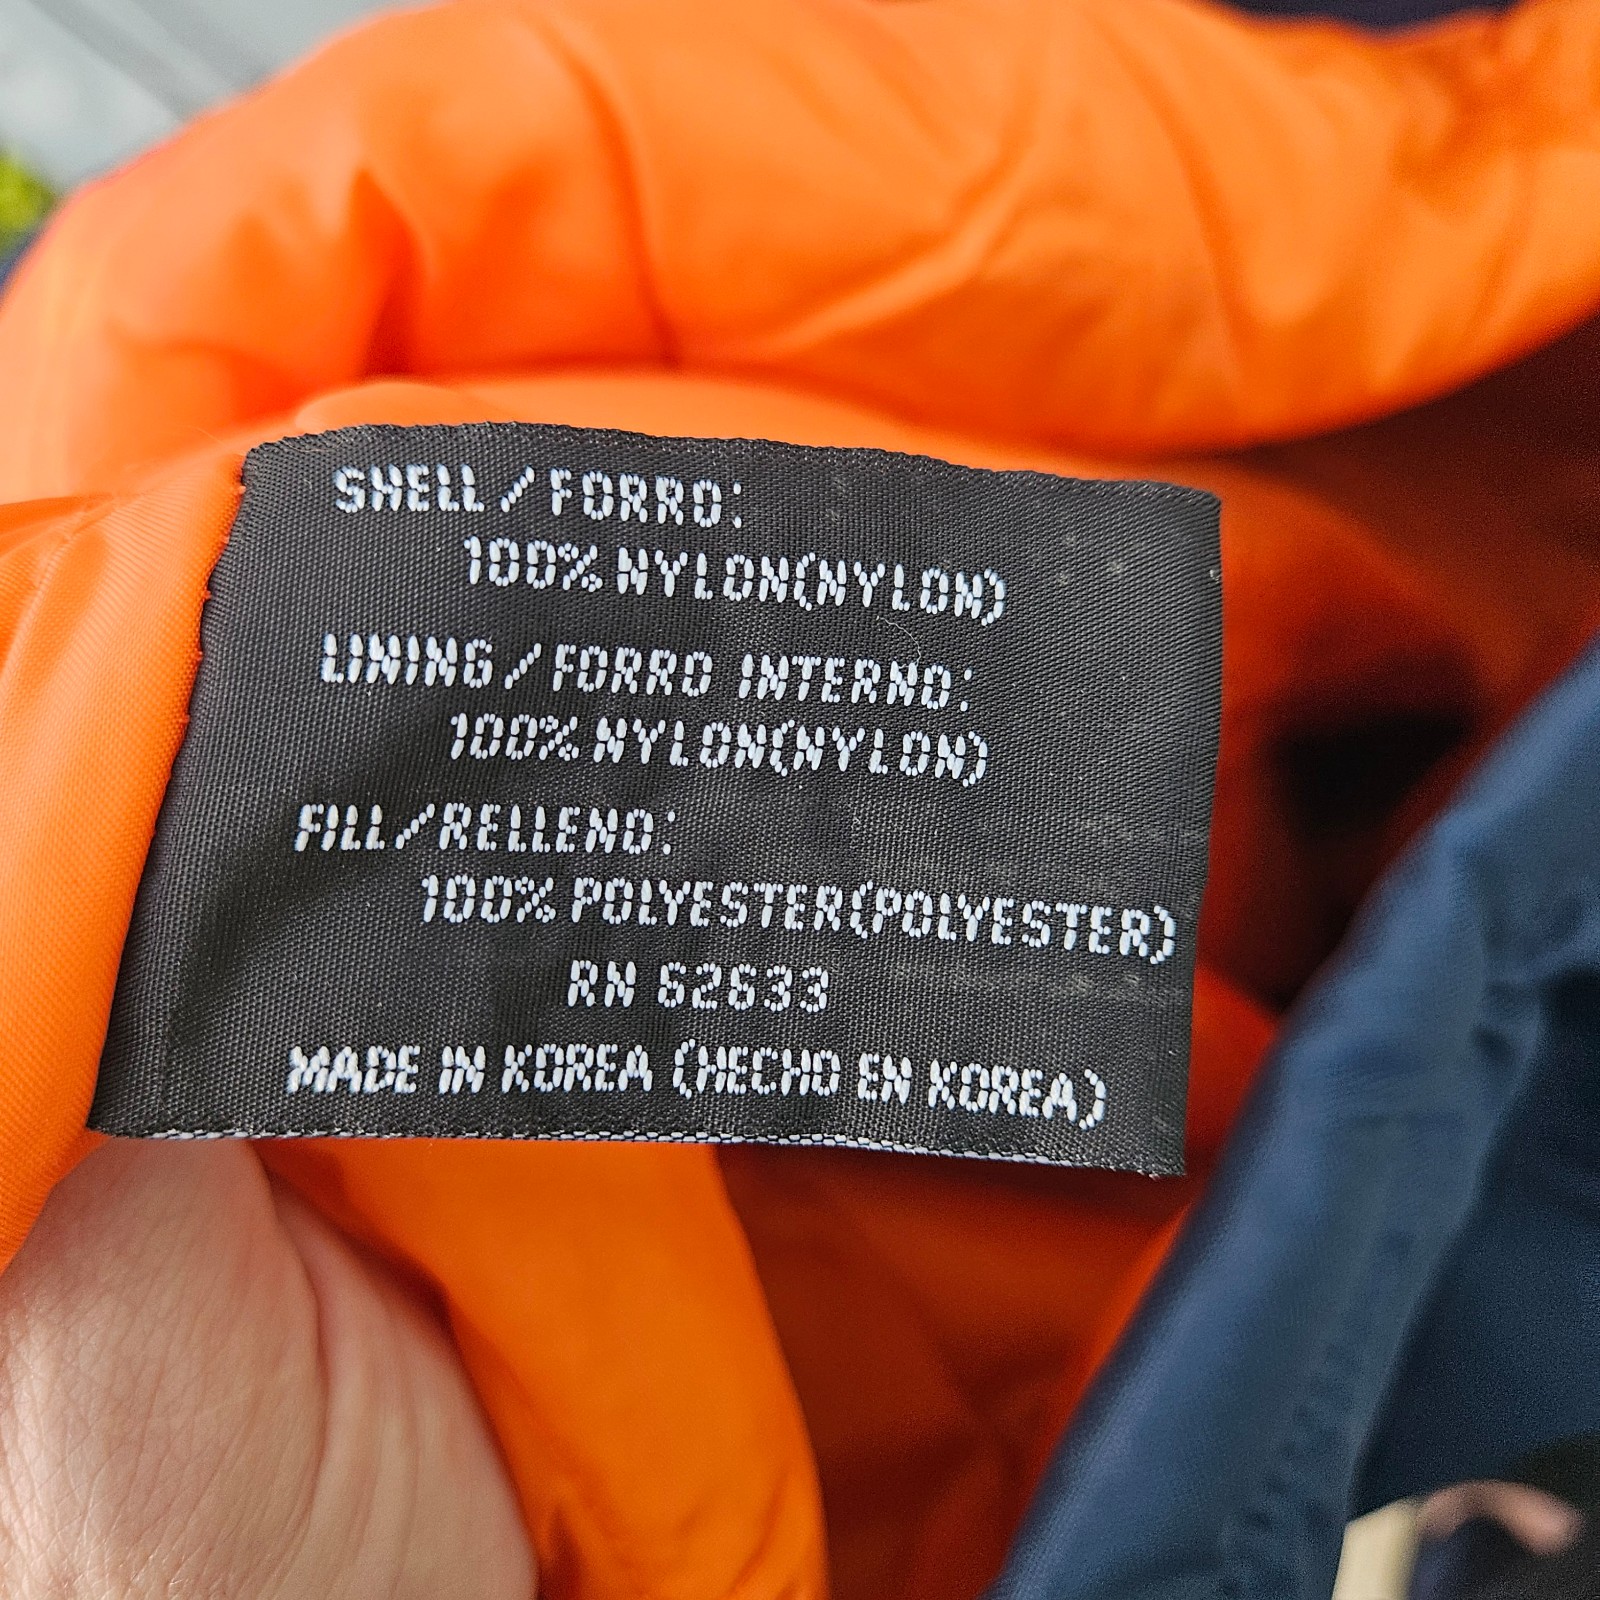 SHELL/FORRO:
100% NYLON(NYLON)
LINING/FORRO INTERNO:
100% NYLON(NYLON)
FILL/RELLENO:
100% POLYESTER(POLYESTER)
RN 62633
MADE IN KOREA (HECHO EN KOREA)